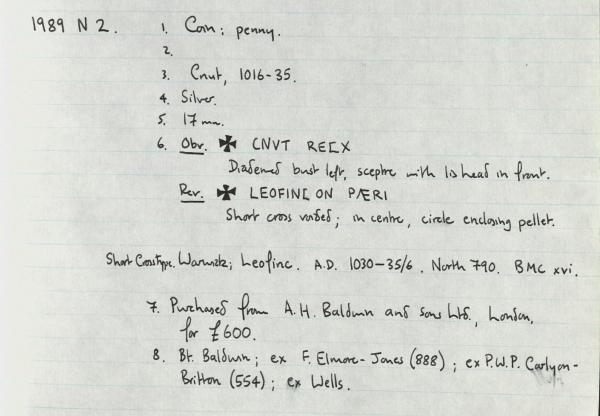 1989 N 2. 1. Coin: penny.
2.
3. Cnut, 1016-35.
4. Silver.
5. 17 mm.
6. Obv. ✠ CNVT RECX
Diademed bust left, sceptre with lis head in front.
Rev. ✠ LEOFINC ON PÆRI
Short cross voided; in centre, circle enclosing pellet.
Short Cross type. Warwick; Leofinc. A.D. 1030-35/6. North 790. BMC xvi.
7. Purchased from A.H. Baldwin and sons Ltd., London,
for £600.
8. Bt. Baldwin; ex F. Elmore-Jones (888); ex P.W.P. Carlyon-
Britton (554); ex Wells.